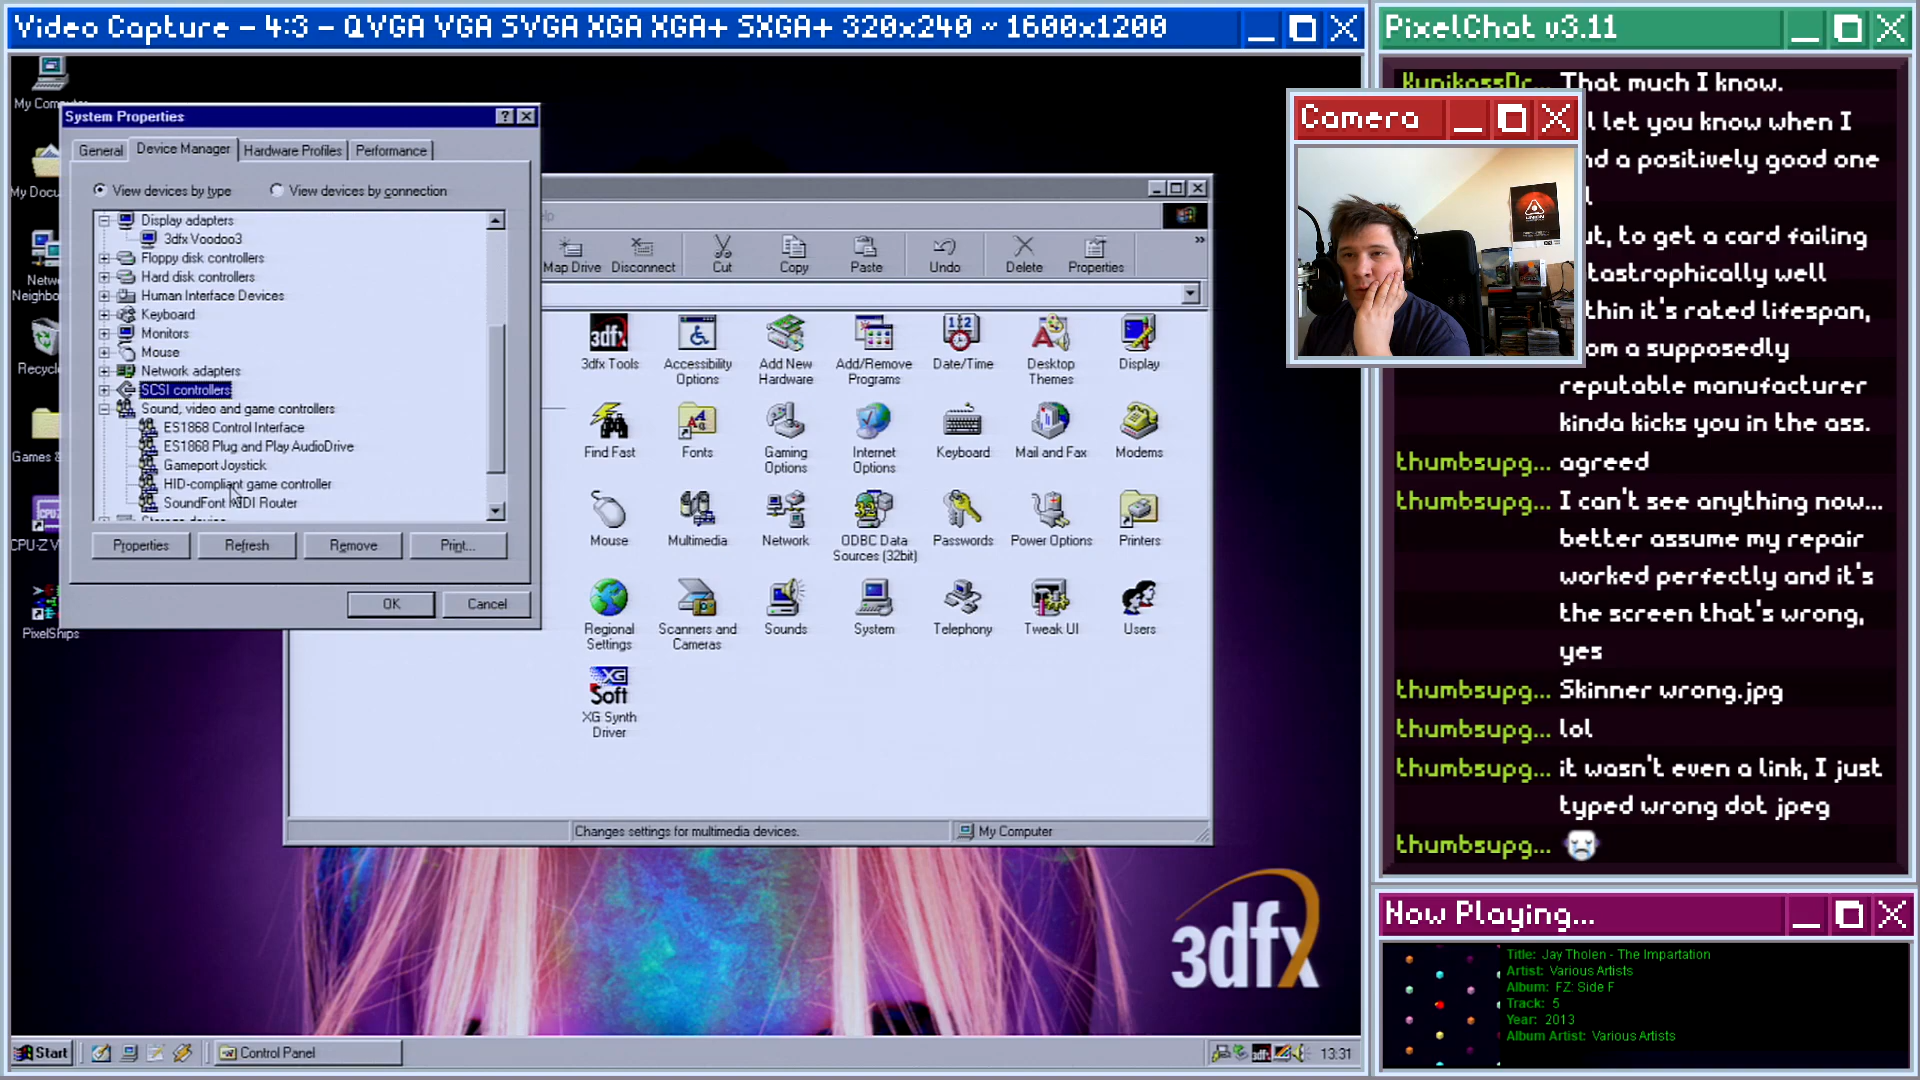 Video Capture - 4:3 - QVGA VGA SVGA XGA XGA+ SXGA+ 320x240 ~ 1600x1200
System Properties
General
Device Manager
Hardware Profiles
Performance
View devices by type
View devices by connection
Display adapters
3dfx Voodoo3
Floppy disk controllers
Hard disk controllers
Human Interface Devices
Keyboard
Monitors
Mouse
Network adapters
SCSI controllers
Sound, video and game controllers
ES1868 Control Interface
ES1868 Plug and Play AudioDrive
Gameport Joystick
HID-compliant game controller
SoundFont MIDI Router
Properties
Refresh
Remove
Print...
OK
Cancel
My Docu
Netw
Neighbor
Recycl
Games &
CPU-Z V
PixelShips
Map Drive
Disconnect
Cut
Copy
Paste
Undo
Delete
Properties
3dfx Tools
Accessibility Options
Add New Hardware
Add/Remove Programs
Date/Time
Desktop Themes
Display
Find Fast
Fonts
Gaming Options
Internet Options
Keyboard
Mail and Fax
Modems
Mouse
Multimedia
Network
ODBC Data Sources (32bit)
Passwords
Power Options
Printers
Regional Settings
Scanners and Cameras
Sounds
System
Telephony
Tweak UI
Users
XG Synth Driver
Changes settings for multimedia devices.
My Computer
3dfx
Start
Control Panel
13:31
Camera
PixelChat v3.11
That much I know.
l let you know when I
nd a positively good one
l
ut, to get a card failing
tastrophically well
thin it's rated lifespan,
om a supposedly
reputable manufacturer
kinda kicks you in the ass.
thumbsupg... agreed
thumbsupg... I can't see anything now...
better assume my repair
worked perfectly and it's
the screen that's wrong,
yes
thumbsupg... Skinner wrong.jpg
thumbsupg... lol
thumbsupg... it wasn't even a link, I just
typed wrong dot jpeg
thumbsupg...
Now Playing...
Title: Jay Tholen - The Impartation
Artist: Various Artists
Album: FZ: Side F
Track: 5
Year: 2013
Album Artist: Various Artists